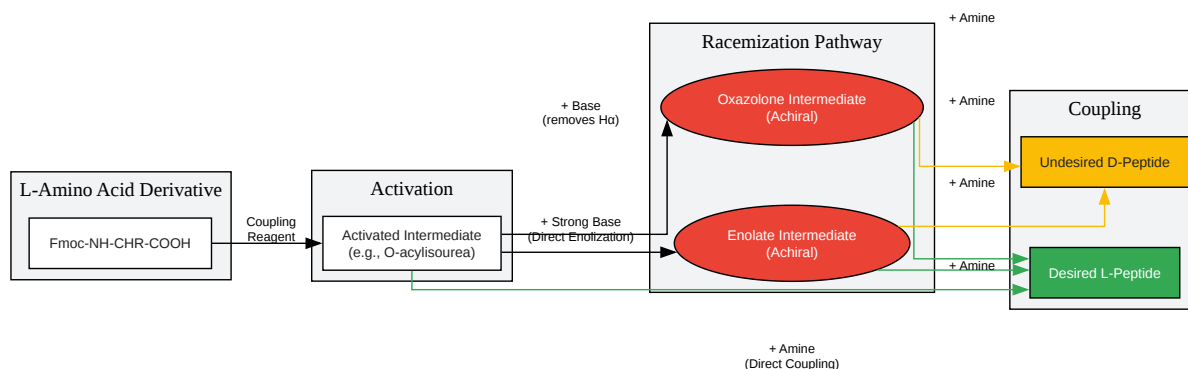 + Amine
Racemization Pathway
Oxazolone Intermediate
(Achiral)
+ Amine
+ Base
(removes Hα)
Coupling
Undesired D-Peptide
L-Amino Acid Derivative
Activation
+ Amine
Fmoc-NH-CHR-COOH
Coupling
Reagent
Activated Intermediate
(e.g., O-acylisourea)
+ Strong Base
(Direct Enolization)
Enolate Intermediate
(Achiral)
+ Amine
Desired L-Peptide
+ Amine
(Direct Coupling)